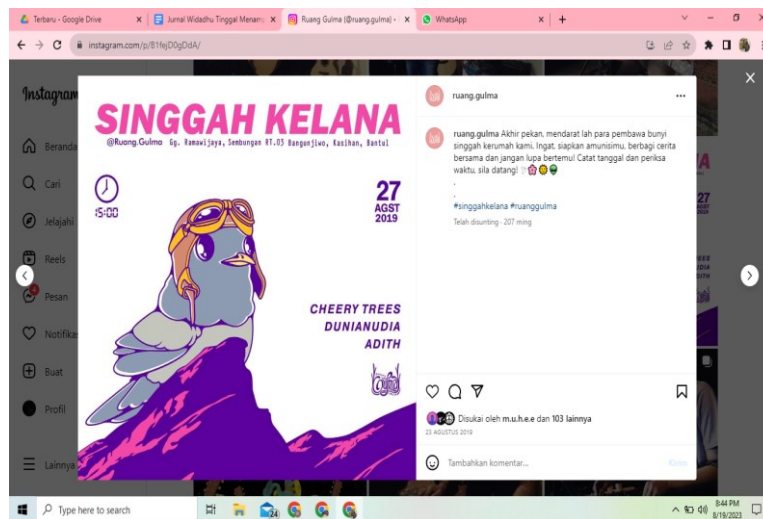 Terbaru - Google Drive
Jurnal Widadhu Tinggal Menamp
Ruang Gulma (@ruang.gulma) -
WhatsApp
instagram.com/p/B1fejD0gDdA/
Instagram
Beranda
Cari
Jelajahi
Reels
Pesan
Notifikas
Buat
Profil
Lainnya
SINGGAH KELANA
@Ruang.Gulma Gg. Ramawijaya, Sembungan RT.03 Bangunjiwo, Kasihan, Bantul
15:00
27
AGST
2019
CHEERY TREES
DUNIANUDIA
ADITH
gulma
ruang.gulma
ruang.gulma Akhir pekan, mendarat lah para pembawa bunyi
singgah kerumah kami. Ingat, siapkan amunisimu, berbagi cerita
bersama dan jangan lupa bertemu! Catat tanggal dan periksa
waktu, sila datang!
.
.
#singgahkelana #ruanggulma
Telah disunting · 207 ming
Disukai oleh m.u.h.e.e dan 103 lainnya
23 AGUSTUS 2019
Tambahkan komentar...
Kirim
Type here to search
24
8:44 PM
8/19/2023